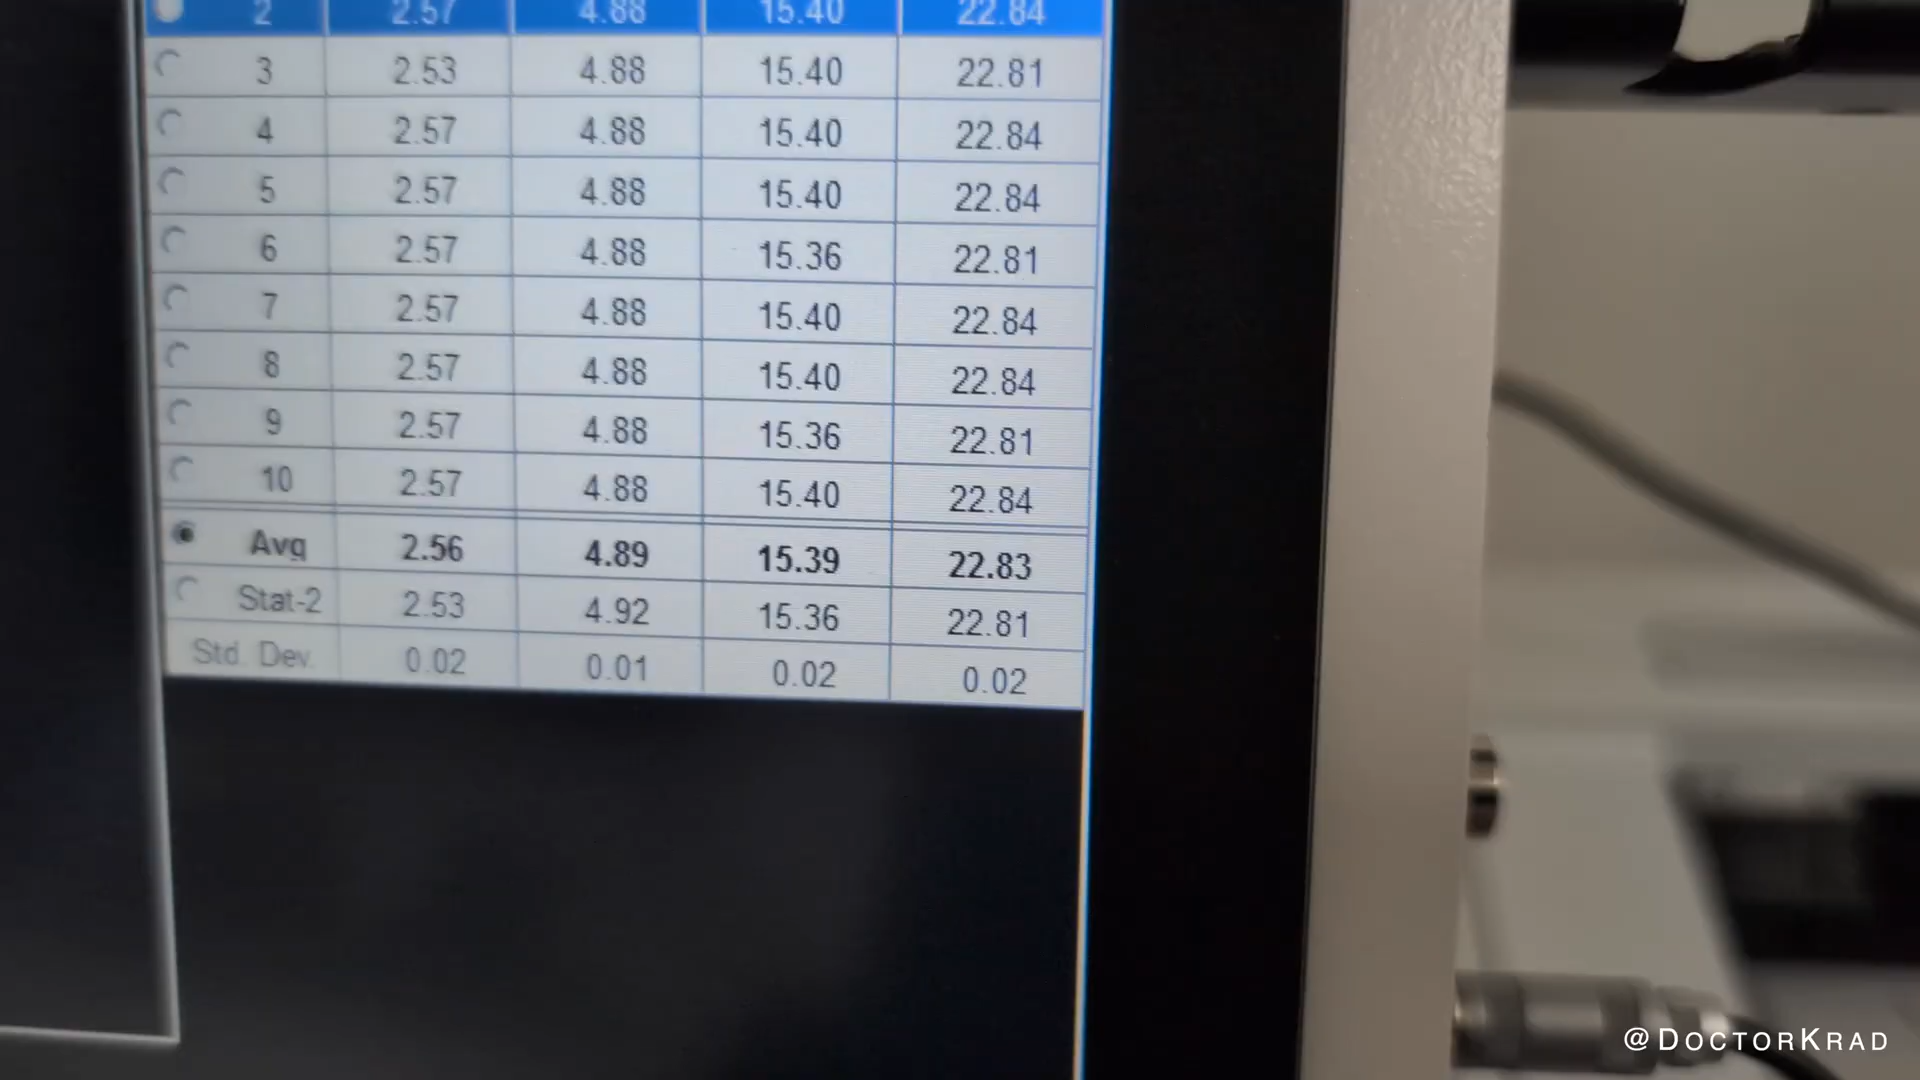 2 2.57 4.88 15.40 22.84
3 2.53 4.88 15.40 22.81
4 2.57 4.88 15.40 22.84
5 2.57 4.88 15.40 22.84
6 2.57 4.88 15.36 22.81
7 2.57 4.88 15.40 22.84
8 2.57 4.88 15.40 22.84
9 2.57 4.88 15.36 22.81
10 2.57 4.88 15.40 22.84
Avg 2.56 4.89 15.39 22.83
Stat-2 2.53 4.92 15.36 22.81
Std. Dev. 0.02 0.01 0.02 0.02
@DOCTORKRAD